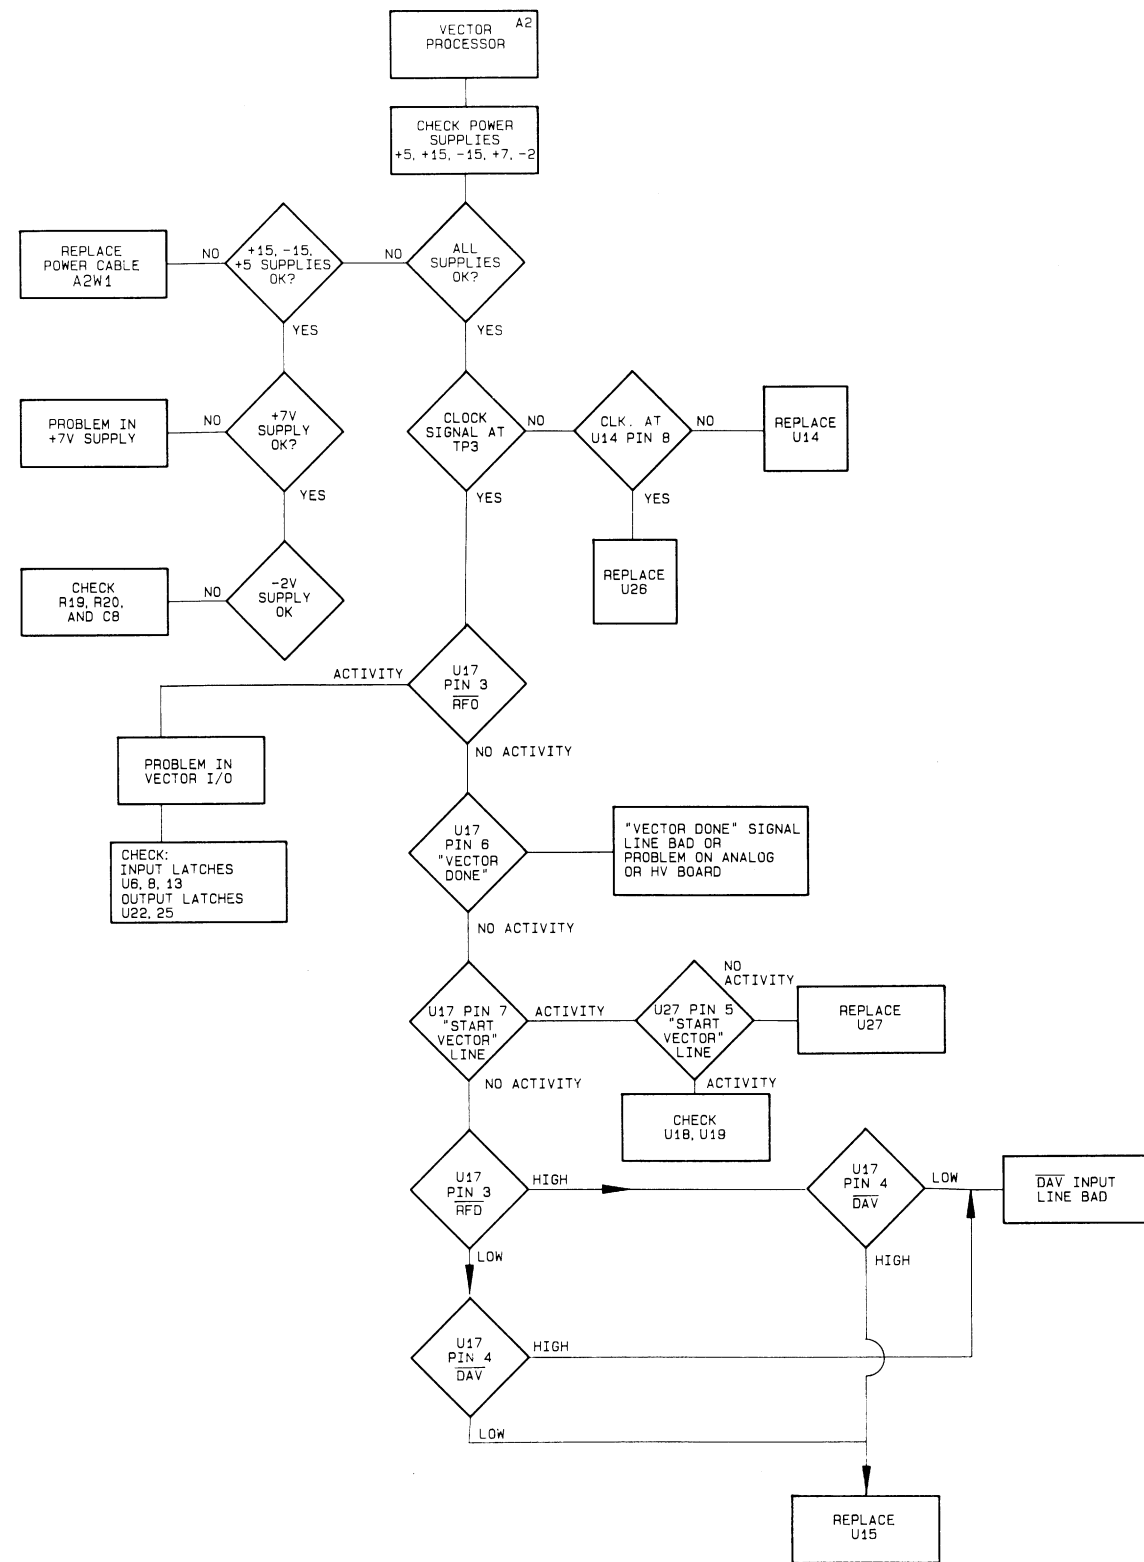 VECTOR A2
PROCESSOR
CHECK POWER
SUPPLIES
+5, +15, -15, +7, -2
REPLACE
POWER CABLE
A2W1
NO
+15, -15,
+5 SUPPLIES
OK?
NO
ALL
SUPPLIES
OK?
YES
YES
PROBLEM IN
+7V SUPPLY
NO
+7V
SUPPLY
OK?
CLOCK
SIGNAL AT
TP3
NO
CLK. AT
U14 PIN 8
NO
REPLACE
U14
YES
YES
YES
CHECK
R19, R20,
AND C8
NO
-2V
SUPPLY
OK
REPLACE
U26
ACTIVITY
U17
PIN 3
RFO
NO ACTIVITY
PROBLEM IN
VECTOR I/O
CHECK:
INPUT LATCHES
U6, 8, 13
OUTPUT LATCHES
U22, 25
U17
PIN 6
"VECTOR
DONE"
"VECTOR DONE" SIGNAL
LINE BAD OR
PROBLEM ON ANALOG
OR HV BOARD
NO ACTIVITY
U17 PIN 7
"START
VECTOR"
LINE
ACTIVITY
U27 PIN 5
"START
VECTOR"
LINE
NO
ACTIVITY
REPLACE
U27
NO ACTIVITY
ACTIVITY
CHECK
U18, U19
U17
PIN 3
RFD
HIGH
U17
PIN 4
DAV
LOW
DAV INPUT
LINE BAD
LOW
HIGH
U17
PIN 4
DAV
HIGH
LOW
REPLACE
U15